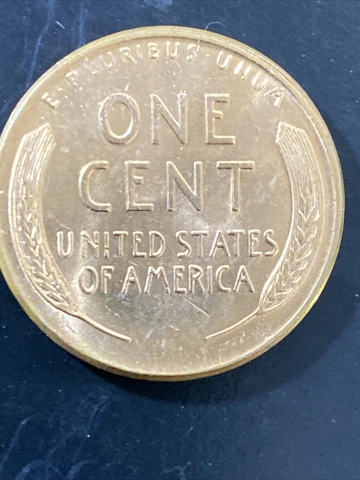 E·PLURIBUS·UNUM
ONE
CENT
UNITED STATES
OF AMERICA